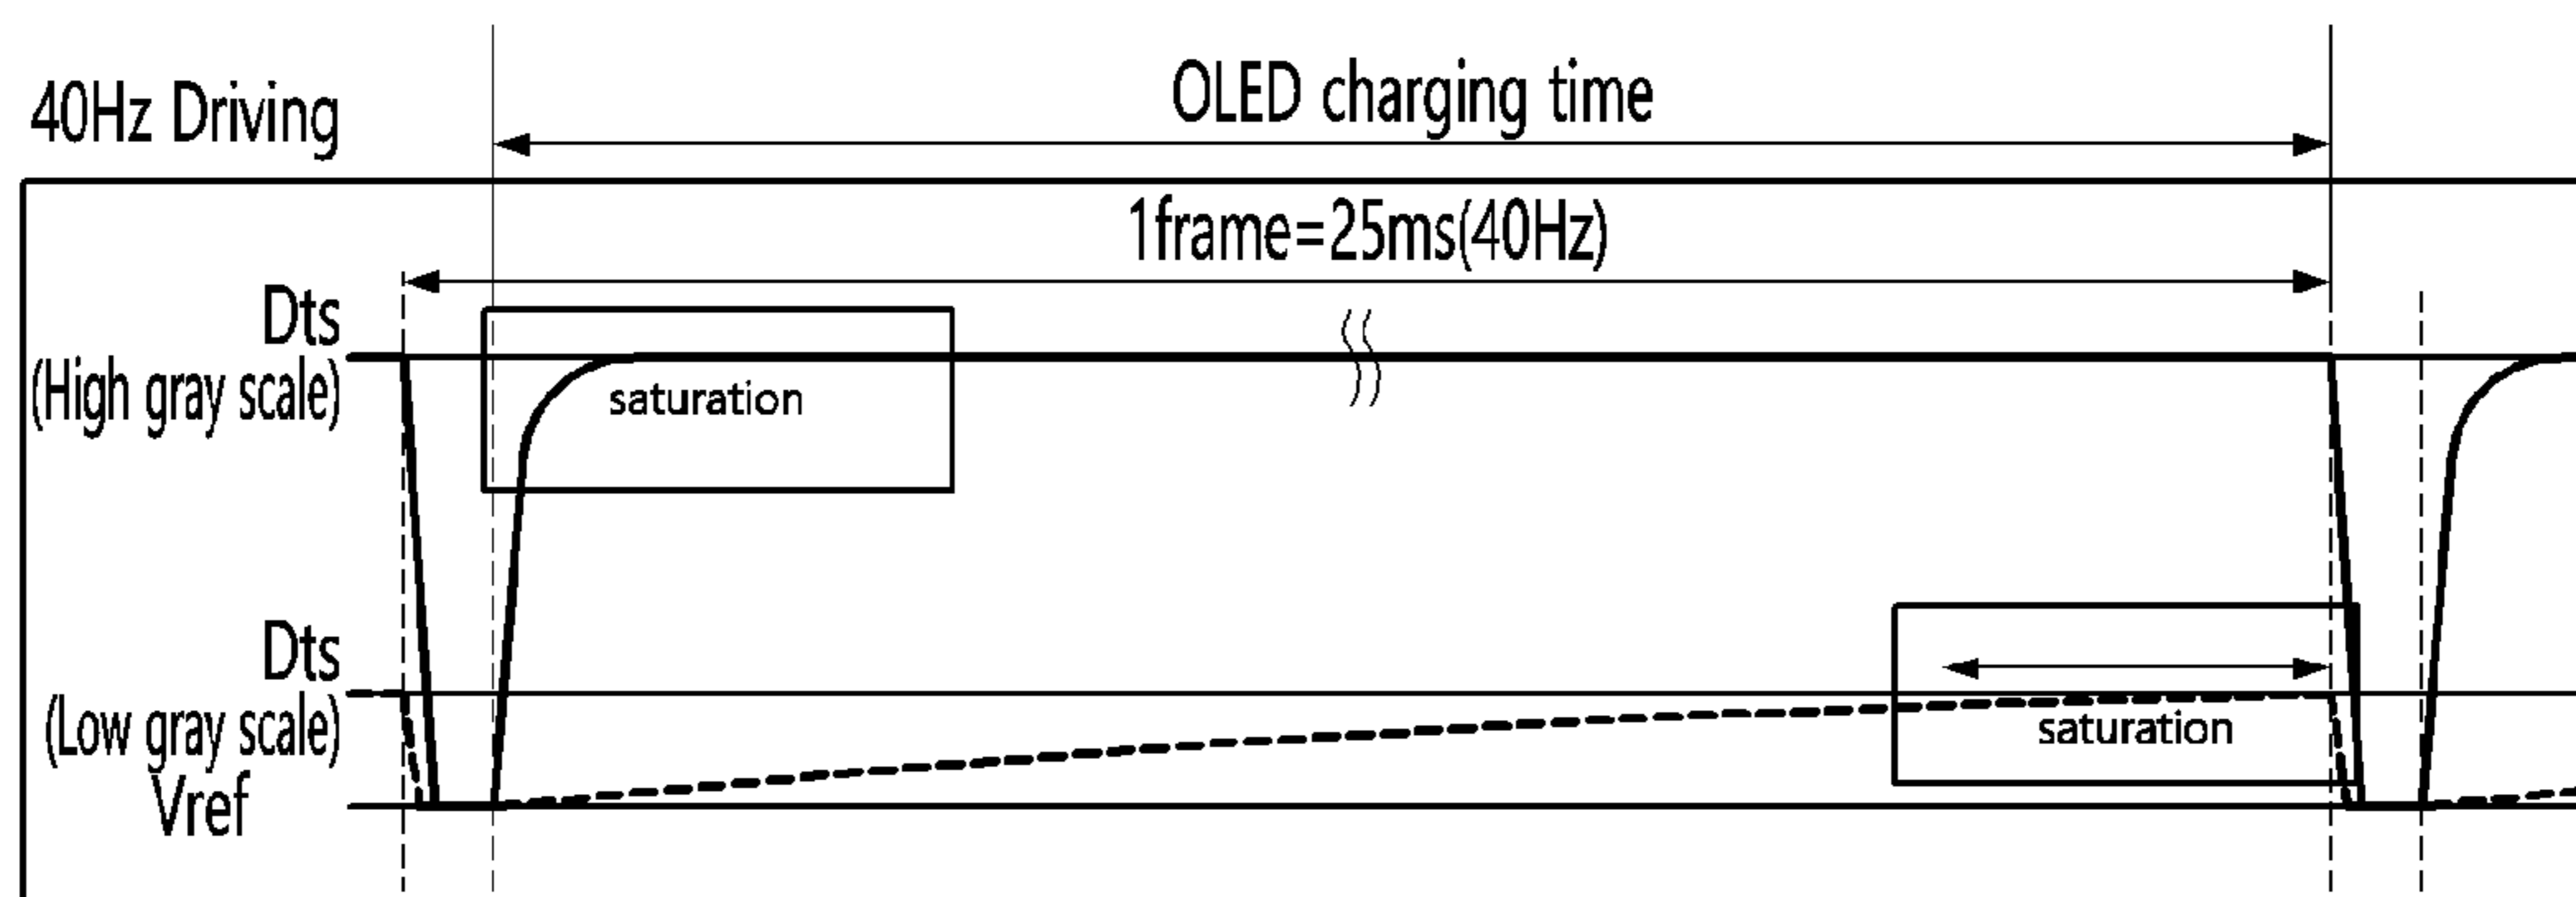 OLED charging time
40Hz Driving
1frame=25ms(40Hz)
Dts
(High gray scale)
saturation
Dts
(Low gray scale)
saturation
Vref